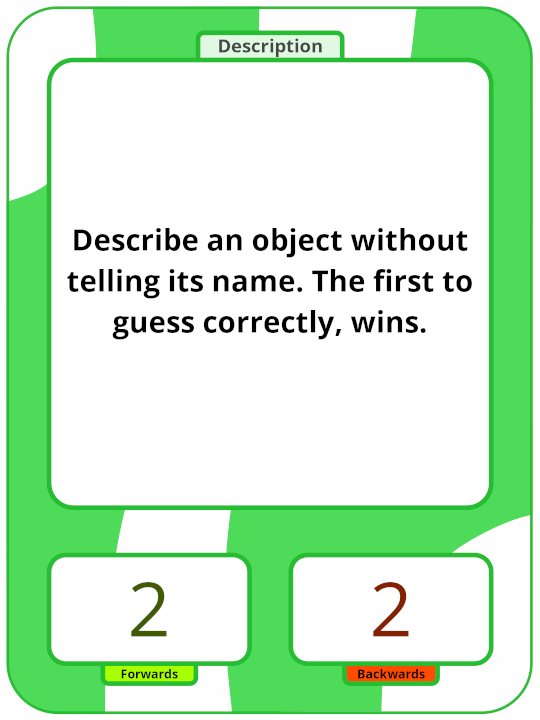 Description
Describe an object without
telling its name. The first to
guess correctly, wins.
2
2
Forwards
Backwards